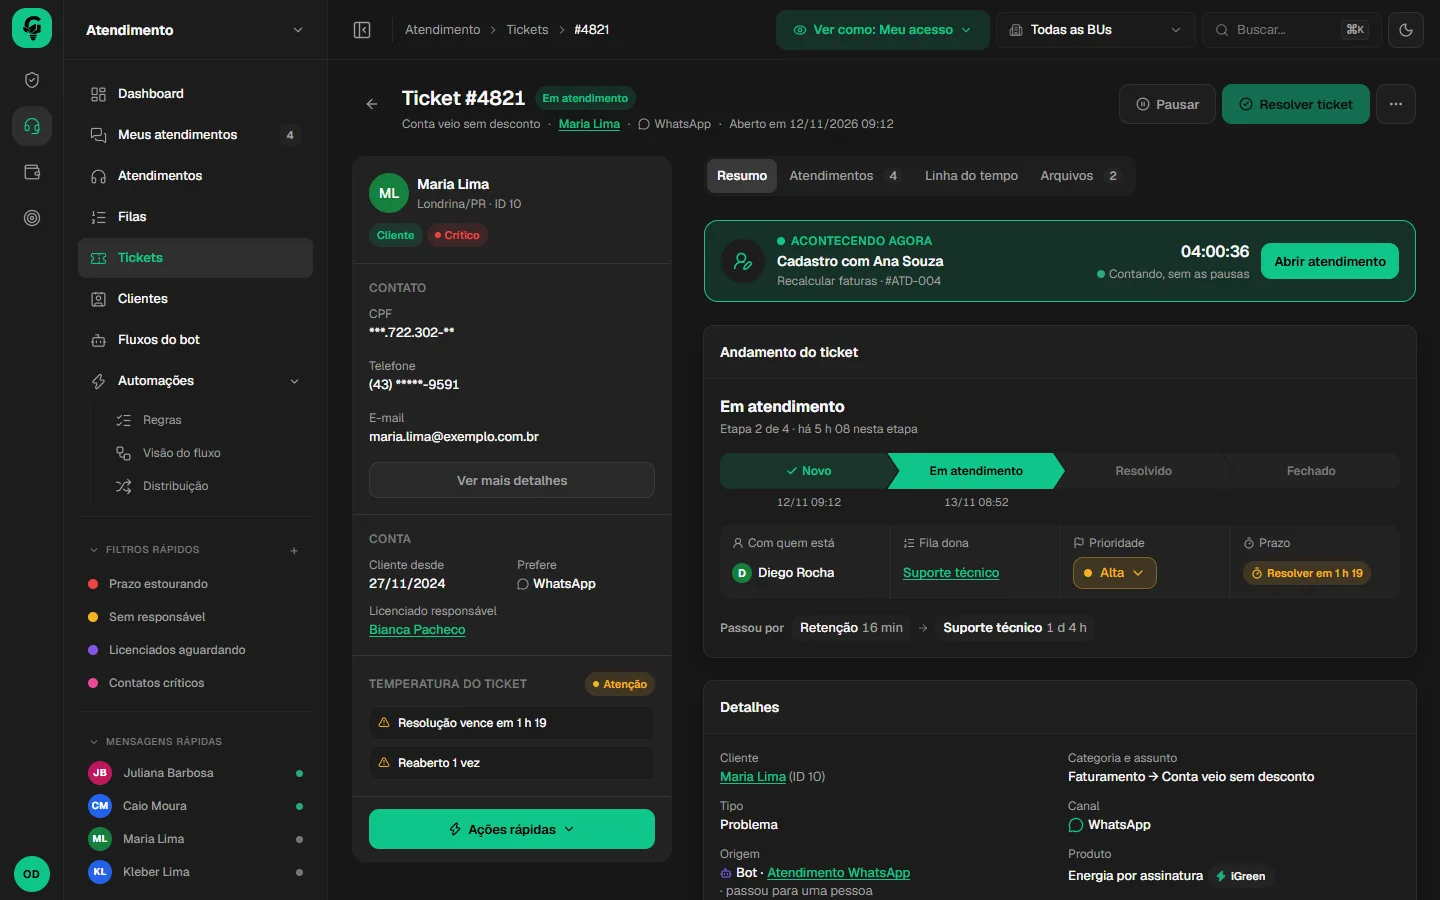 Atendimento
Atendimento > Tickets > #4821
Ver como: Meu acesso
Todas as BUs
Buscar...
⌘K
Dashboard
Meus atendimentos 4
Atendimentos
Filas
Tickets
Clientes
Fluxos do bot
Automações
Regras
Visão do fluxo
Distribuição
FILTROS RÁPIDOS +
Prazo estourando
Sem responsável
Licenciados aguardando
Contatos críticos
MENSAGENS RÁPIDAS
JB Juliana Barbosa
CM Caio Moura
ML Maria Lima
KL Kleber Lima
OD
Ticket #4821 Em atendimento
Conta veio sem desconto · Maria Lima · WhatsApp · Aberto em 12/11/2026 09:12
Pausar
Resolver ticket
ML
Maria Lima
Londrina/PR · ID 10
Cliente Crítico
CONTATO
CPF
***.722.302-**
Telefone
(43) *****-9591
E-mail
maria.lima@exemplo.com.br
Ver mais detalhes
CONTA
Cliente desde Prefere
27/11/2024 WhatsApp
Licenciado responsável
Bianca Pacheco
TEMPERATURA DO TICKET Atenção
Resolução vence em 1 h 19
Reaberto 1 vez
Ações rápidas
Resumo Atendimentos 4 Linha do tempo Arquivos 2
ACONTECENDO AGORA
Cadastro com Ana Souza
Recalcular faturas · #ATD-004
04:00:36
Contando, sem as pausas
Abrir atendimento
Andamento do ticket
Em atendimento
Etapa 2 de 4 · há 5 h 08 nesta etapa
Novo Em atendimento Resolvido Fechado
12/11 09:12 13/11 08:52
Com quem está Fila dona Prioridade Prazo
D Diego Rocha Suporte técnico Alta Resolver em 1 h 19
Passou por Retenção 16 min → Suporte técnico 1 d 4 h
Detalhes
Cliente
Maria Lima (ID 10)
Categoria e assunto
Faturamento → Conta veio sem desconto
Tipo
Problema
Canal
WhatsApp
Origem
Bot · Atendimento WhatsApp
· passou para uma pessoa
Produto
Energia por assinatura iGreen